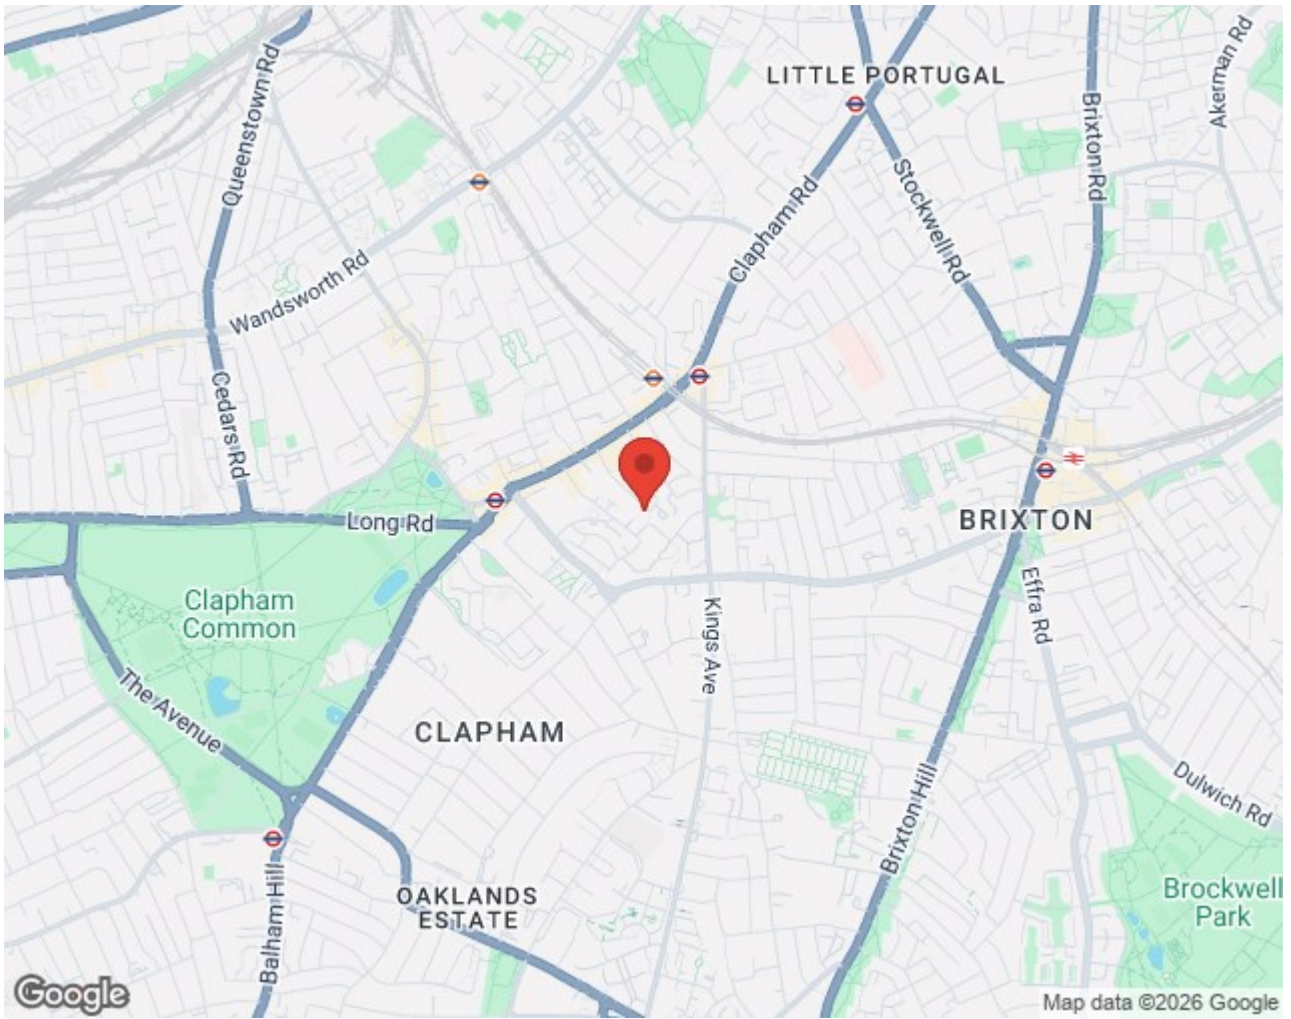 Akerman Rd
Queenstown Rd
LITTLE PORTUGAL
Brixton Rd
Clapham Rd
Stockwell Rd
Wandsworth Rd
Cedars Rd
Long Rd
BRIXTON
Effra Rd
Clapham
Common
Kings Ave
The Avenue
CLAPHAM
Dulwich Rd
Brixton Hill
Balham Hill
OAKLANDS
ESTATE
Brockwell
Park
Google
Map data ©2026 Google